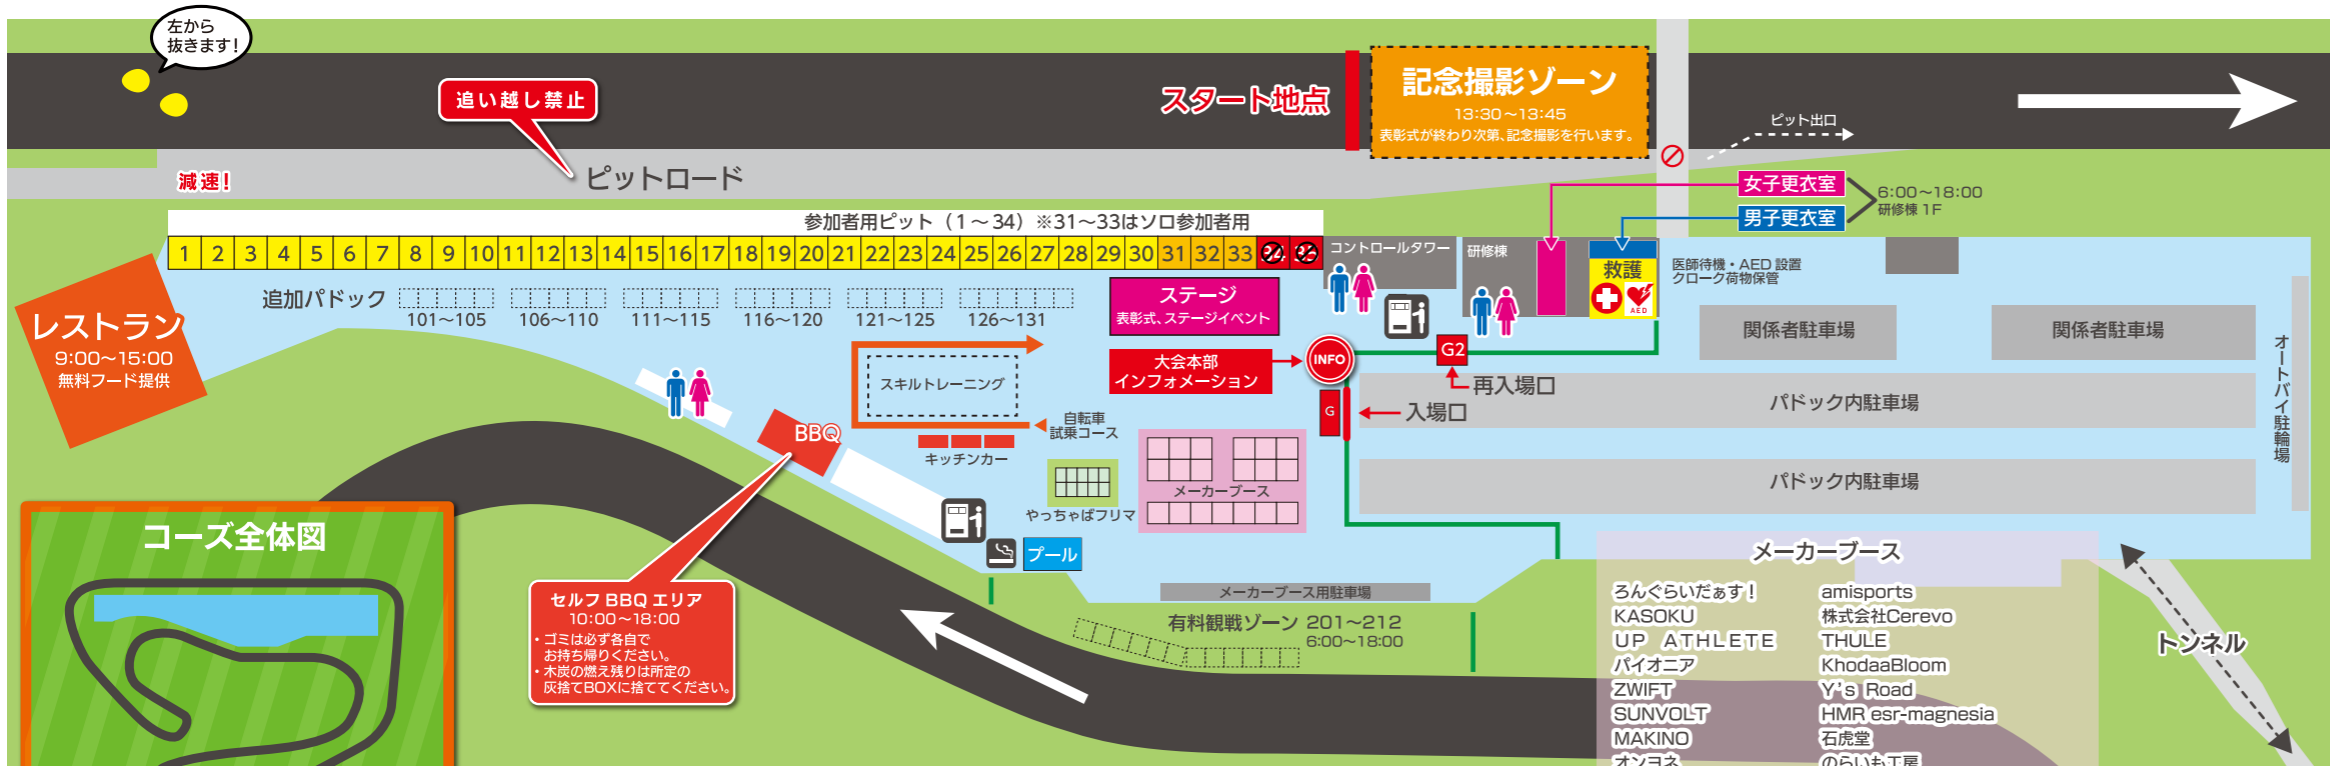 左から
抜きます!
追い越し禁止
スタート地点
記念撮影ゾーン
13:30～13:45
表彰式が終わり次第、記念撮影を行います。
ピット出口
減速!
ピットロード
女子更衣室
男子更衣室
6:00～18:00
研修棟 1F
参加者用ピット（1～34）※31～33はソロ参加者用
1 2 3 4 5 6 7 8 9 10 11 12 13 14 15 16 17 18 19 20 21 22 23 24 25 26 27 28 29 30 31 32 33 34 35
コントロールタワー
研修棟
救護
AED
医師待機・AED 設置
クローク荷物保管
レストラン
9:00～15:00
無料フード提供
追加パドック
101～105
106～110
111～115
116～120
121～125
126～131
ステージ
表彰式、ステージイベント
大会本部
インフォメーション
INFO
G2
再入場口
G
入場口
関係者駐車場
関係者駐車場
パドック内駐車場
パドック内駐車場
オートバイ駐輪場
スキルトレーニング
自転車
試乗コース
キッチンカー
BBQ
やっちゃばフリマ
メーカーブース
プール
メーカーブース用駐車場
有料観戦ゾーン 201～212
6:00～18:00
セルフ BBQ エリア
10:00～18:00
・ゴミは必ず各自で
お持ち帰りください。
・木炭の燃え残りは所定の
灰捨てBOXに捨ててください。
コーズ全体図
メーカーブース
ろんぐらいだぁす！
KASOKU
UP ATHLETE
パイオニア
ZWIFT
SUNVOLT
MAKINO
オンヨネ
amisports
株式会社Cerevo
THULE
KhodaaBloom
Y's Road
HMR esr-magnesia
石虎堂
のらいも工房
トンネル